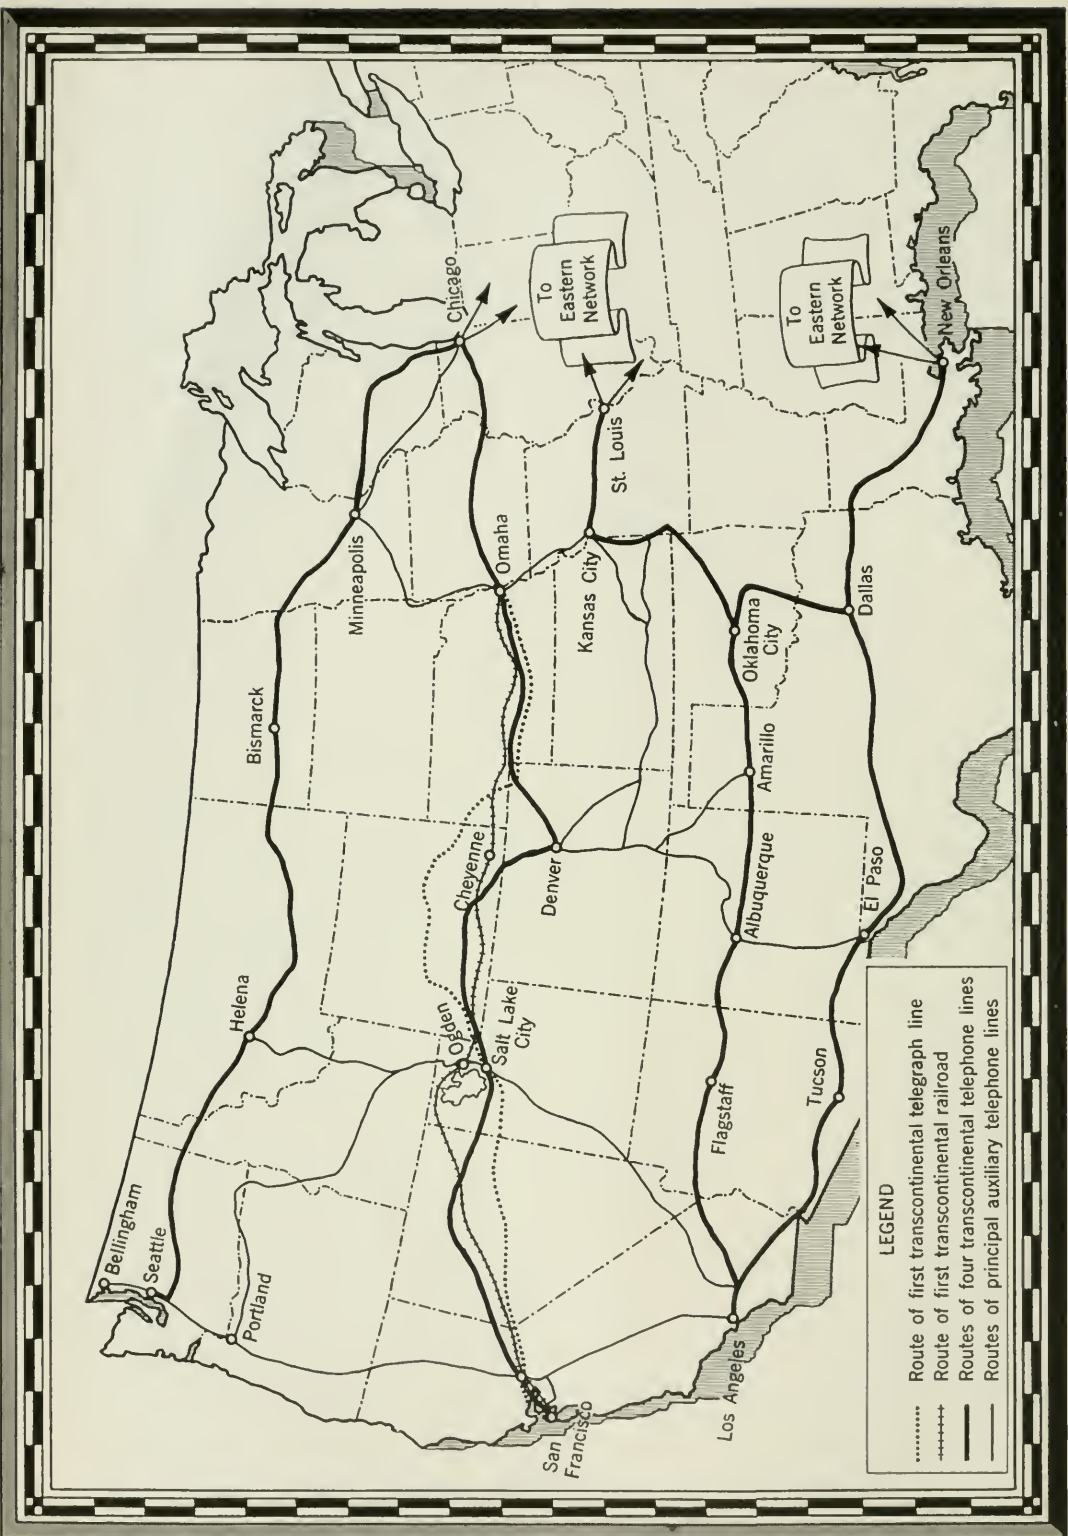 Bellingham
Seattle
Portland
Helena
Bismarck
Minneapolis
Chicago
To
Eastern
Network
Omaha
Cheyenne
Ogden
Salt Lake
City
Denver
St. Louis
Kansas City
San
Francisco
Los Angeles
Flagstaff
Albuquerque
Amarillo
Oklahoma
City
Tucson
El Paso
Dallas
New Orleans
To
Eastern
Network
LEGEND
Route of first transcontinental telegraph line
Route of first transcontinental railroad
Routes of four transcontinental telephone lines
Routes of principal auxiliary telephone lines